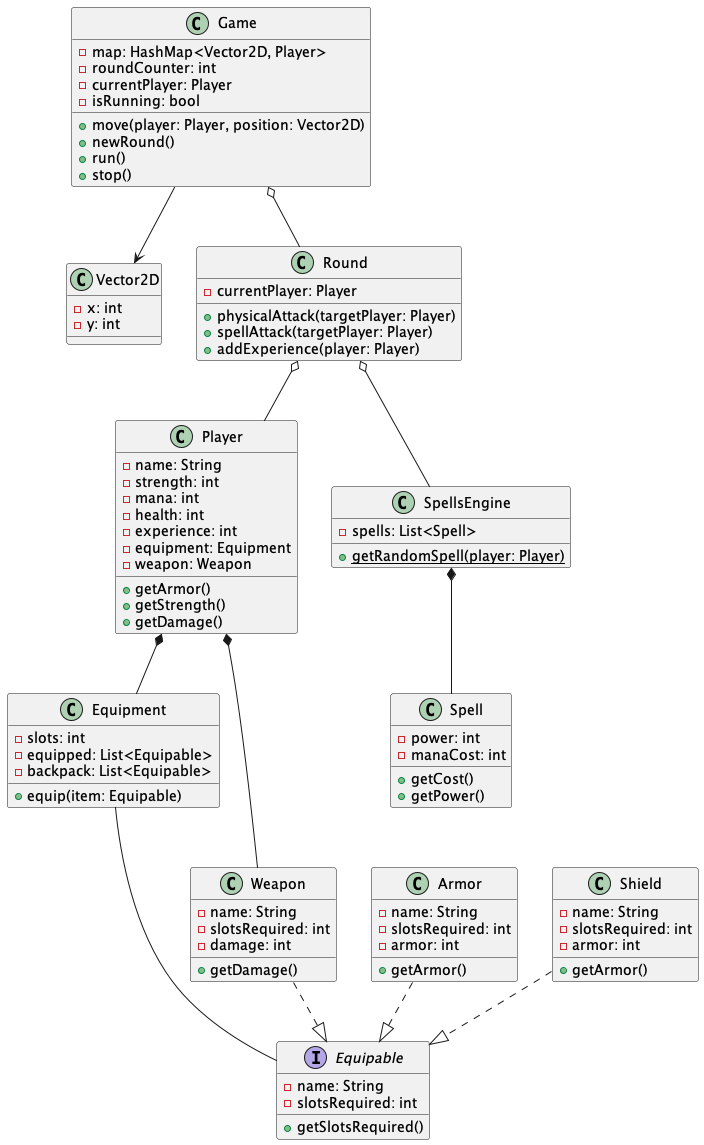 C Game
map: HashMap<Vector2D, Player>
roundCounter: int
currentPlayer: Player
isRunning: bool
move(player: Player, position: Vector2D)
newRound()
run()
stop()
C Vector2D
x: int
y: int
C Round
currentPlayer: Player
physicalAttack(targetPlayer: Player)
spellAttack(targetPlayer: Player)
addExperience(player: Player)
C Player
name: String
strength: int
mana: int
health: int
experience: int
equipment: Equipment
weapon: Weapon
getArmor()
getStrength()
getDamage()
C SpellsEngine
spells: List<Spell>
getRandomSpell(player: Player)
C Equipment
slots: int
equipped: List<Equipable>
backpack: List<Equipable>
equip(item: Equipable)
C Spell
power: int
manaCost: int
getCost()
getPower()
C Weapon
name: String
slotsRequired: int
damage: int
getDamage()
C Armor
name: String
slotsRequired: int
armor: int
getArmor()
C Shield
name: String
slotsRequired: int
armor: int
getArmor()
I Equipable
name: String
slotsRequired: int
getSlotsRequired()